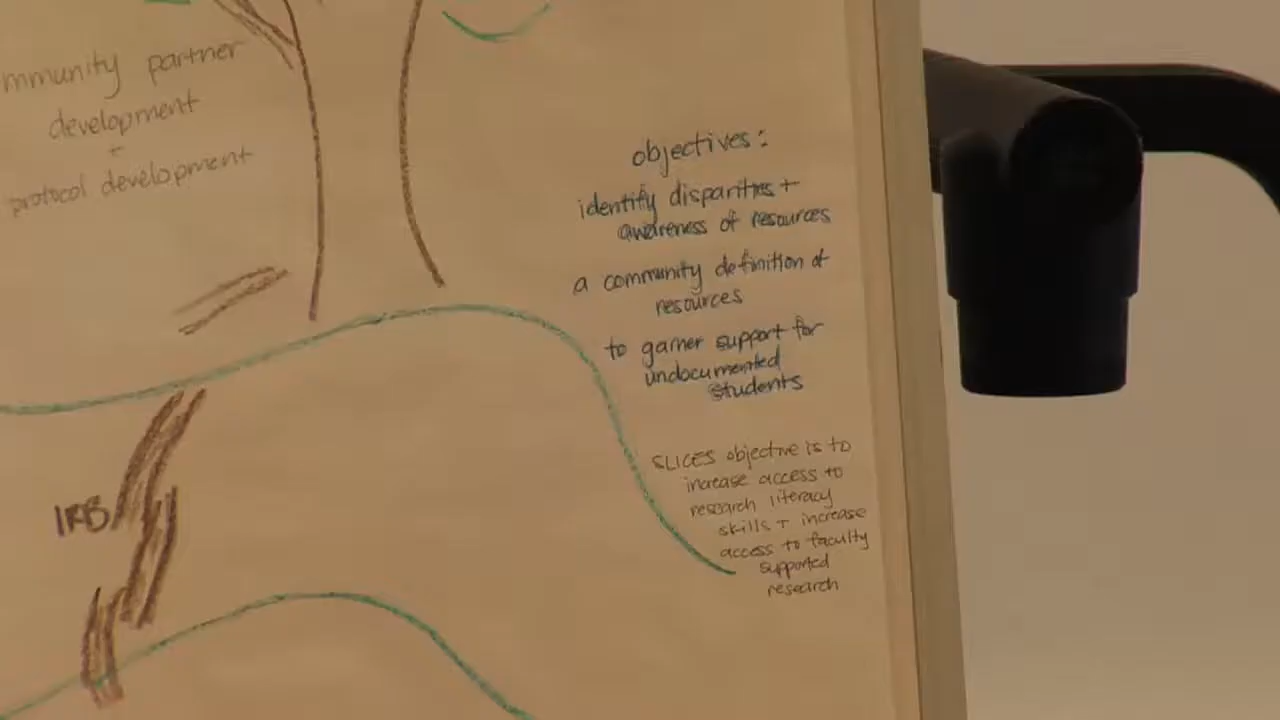 mmunity partner
development
+
protocol development
objectives:
identify disparities +
awareness of resources
a community definition of
resources
to garner support for
undocumented
students
SLICES objective is to
increase access to
research literacy
skills + increase
access to faculty
supported
research
IRB